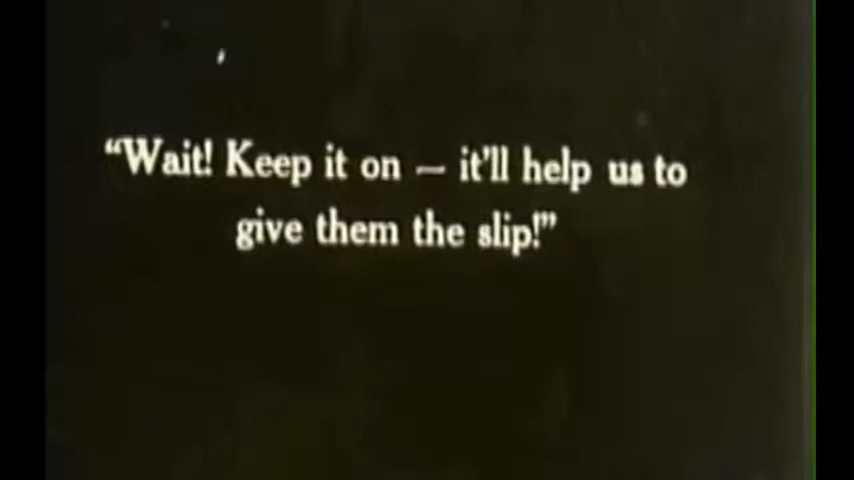 “Wait! Keep it on — it'll help us to
give them the slip!”